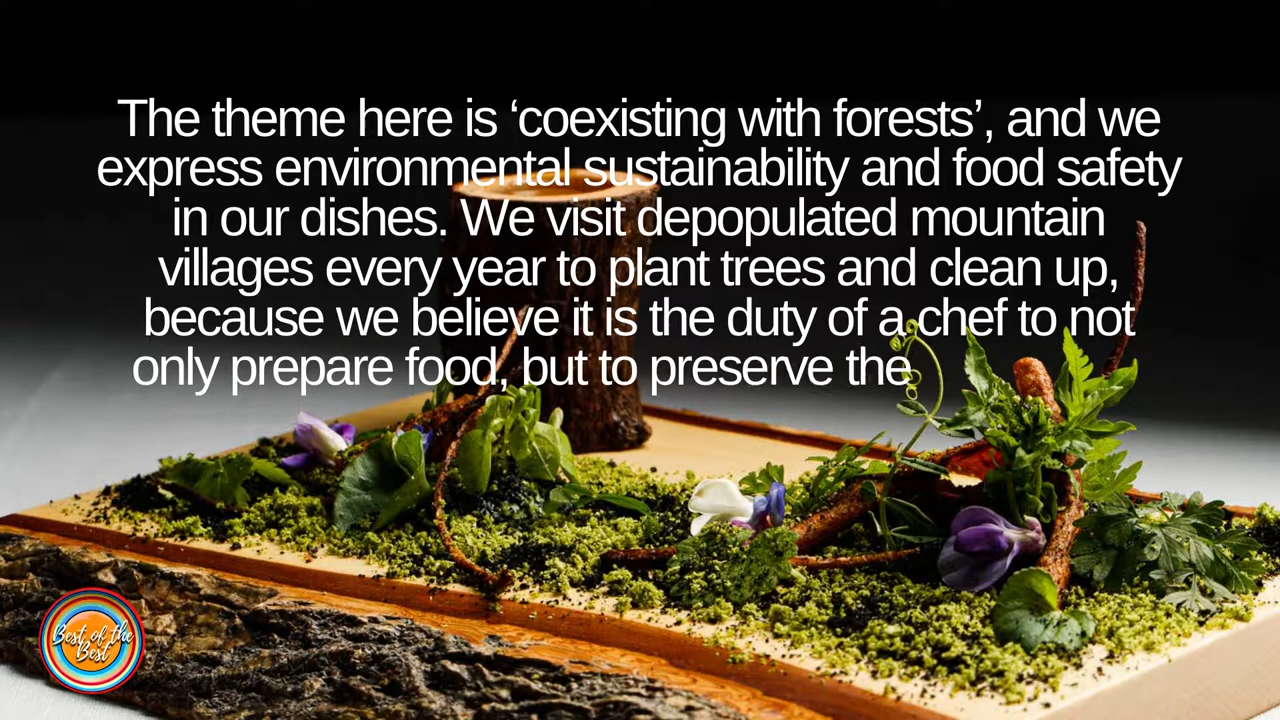 The theme here is ‘coexisting with forests’, and we
express environmental sustainability and food safety
in our dishes. We visit depopulated mountain
villages every year to plant trees and clean up,
because we believe it is the duty of a chef to not
only prepare food, but to preserve the
Best of the
Best